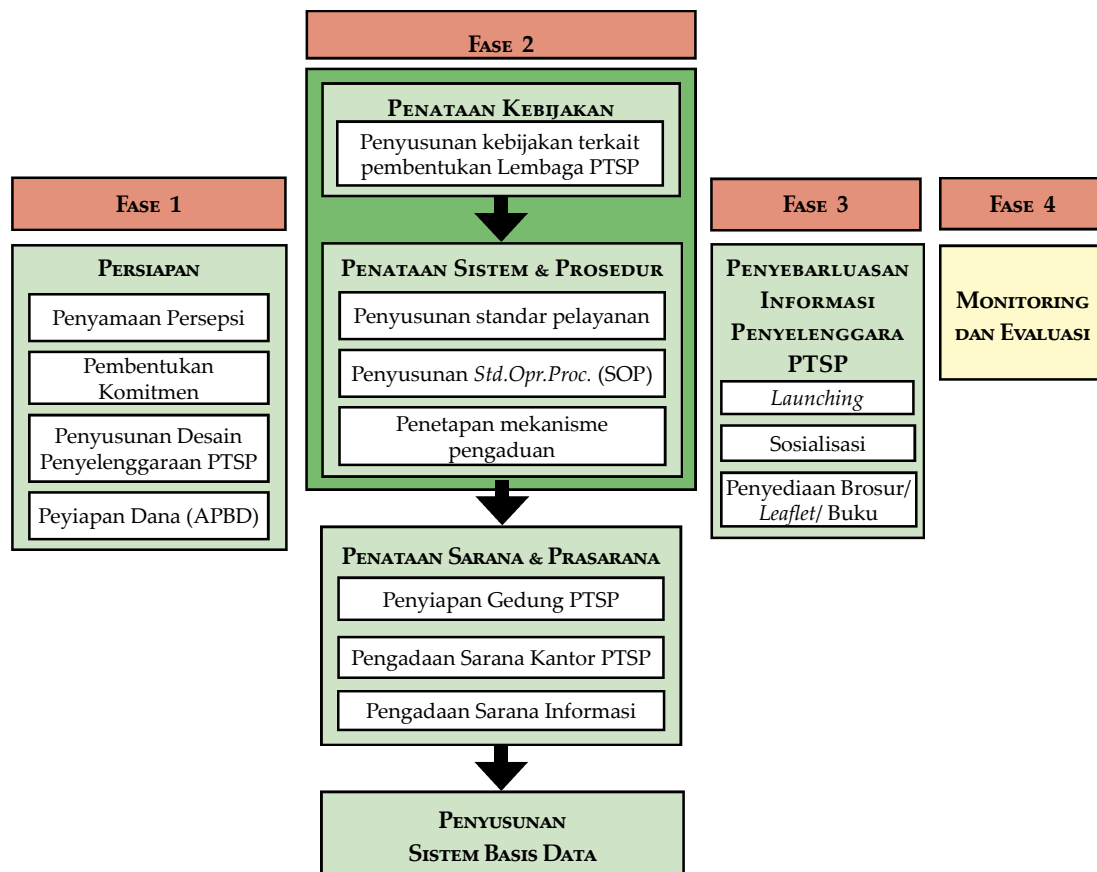 Fase 1
Persiapan
Penyamaan Persepsi
Pembentukan
Komitmen
Penyusunan Desain
Penyelenggaraan PTSP
Peyiapan Dana (APBD)
Fase 2
Penataan Kebijakan
Penyusunan kebijakan terkait
pembentukan Lembaga PTSP
Penataan Sistem & Prosedur
Penyusunan standar pelayanan
Penyusunan Std.Opr.Proc. (SOP)
Penetapan mekanisme
pengaduan
Penataan Sarana & Prasarana
Penyiapan Gedung PTSP
Pengadaan Sarana Kantor PTSP
Pengadaan Sarana Informasi
Penyusunan
Sistem Basis Data
Fase 3
Penyebarluasan
Informasi
Penyelenggara
PTSP
Launching
Sosialisasi
Penyediaan Brosur/
Leaflet/ Buku
Fase 4
Monitoring
dan Evaluasi